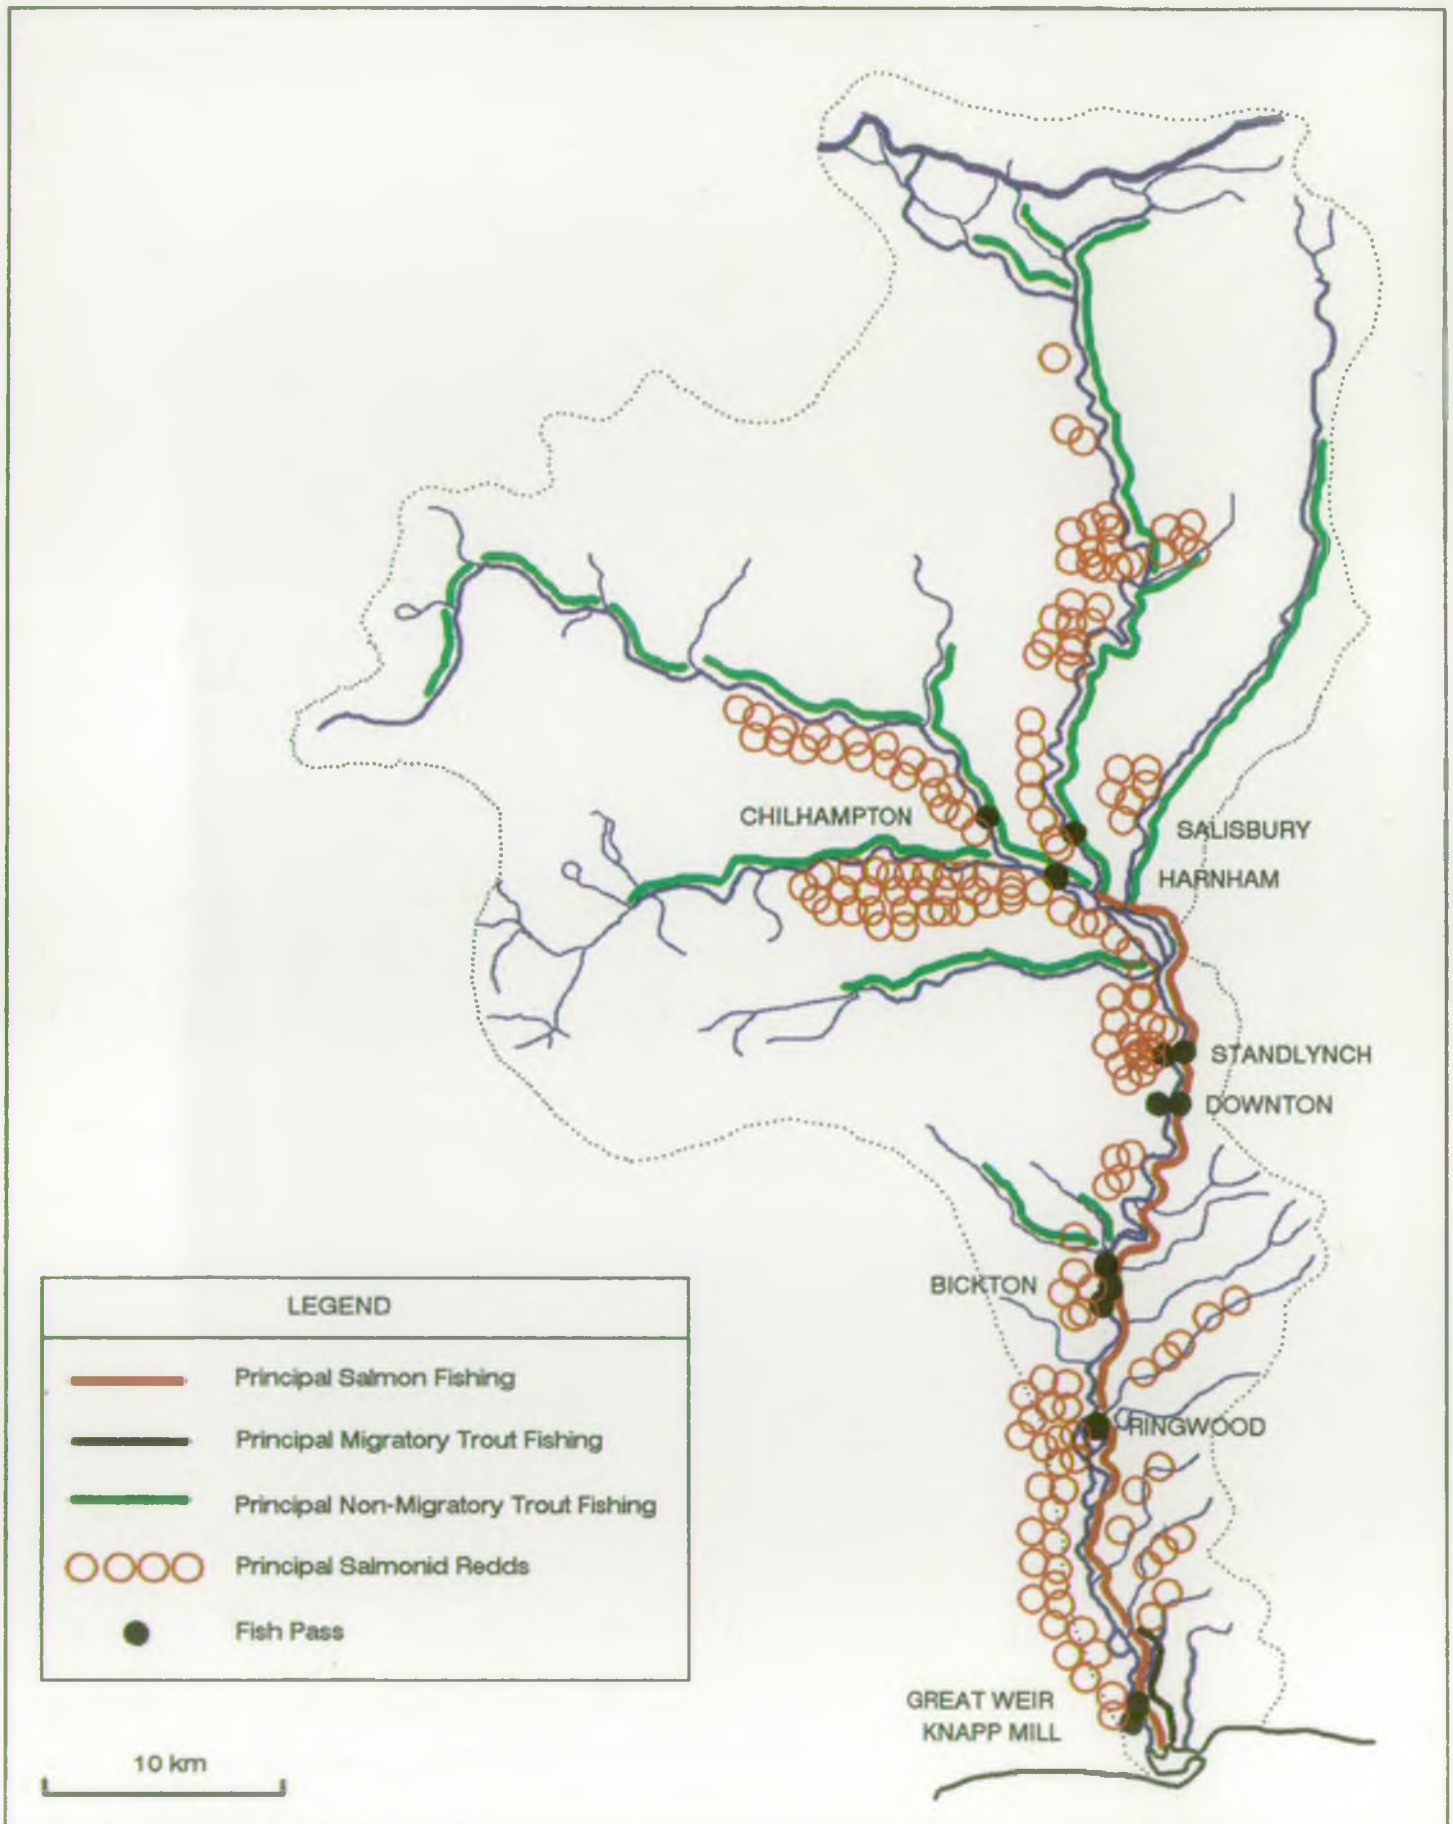 CHILHAMPTON
SALISBURY
HARNHAM
STANDLYNCH
DOWNTON
BICKTON
RINGWOOD
GREAT WEIR
KNAPP MILL
LEGEND
Principal Salmon Fishing
Principal Migratory Trout Fishing
Principal Non-Migratory Trout Fishing
Principal Salmonid Redds
Fish Pass
10 km